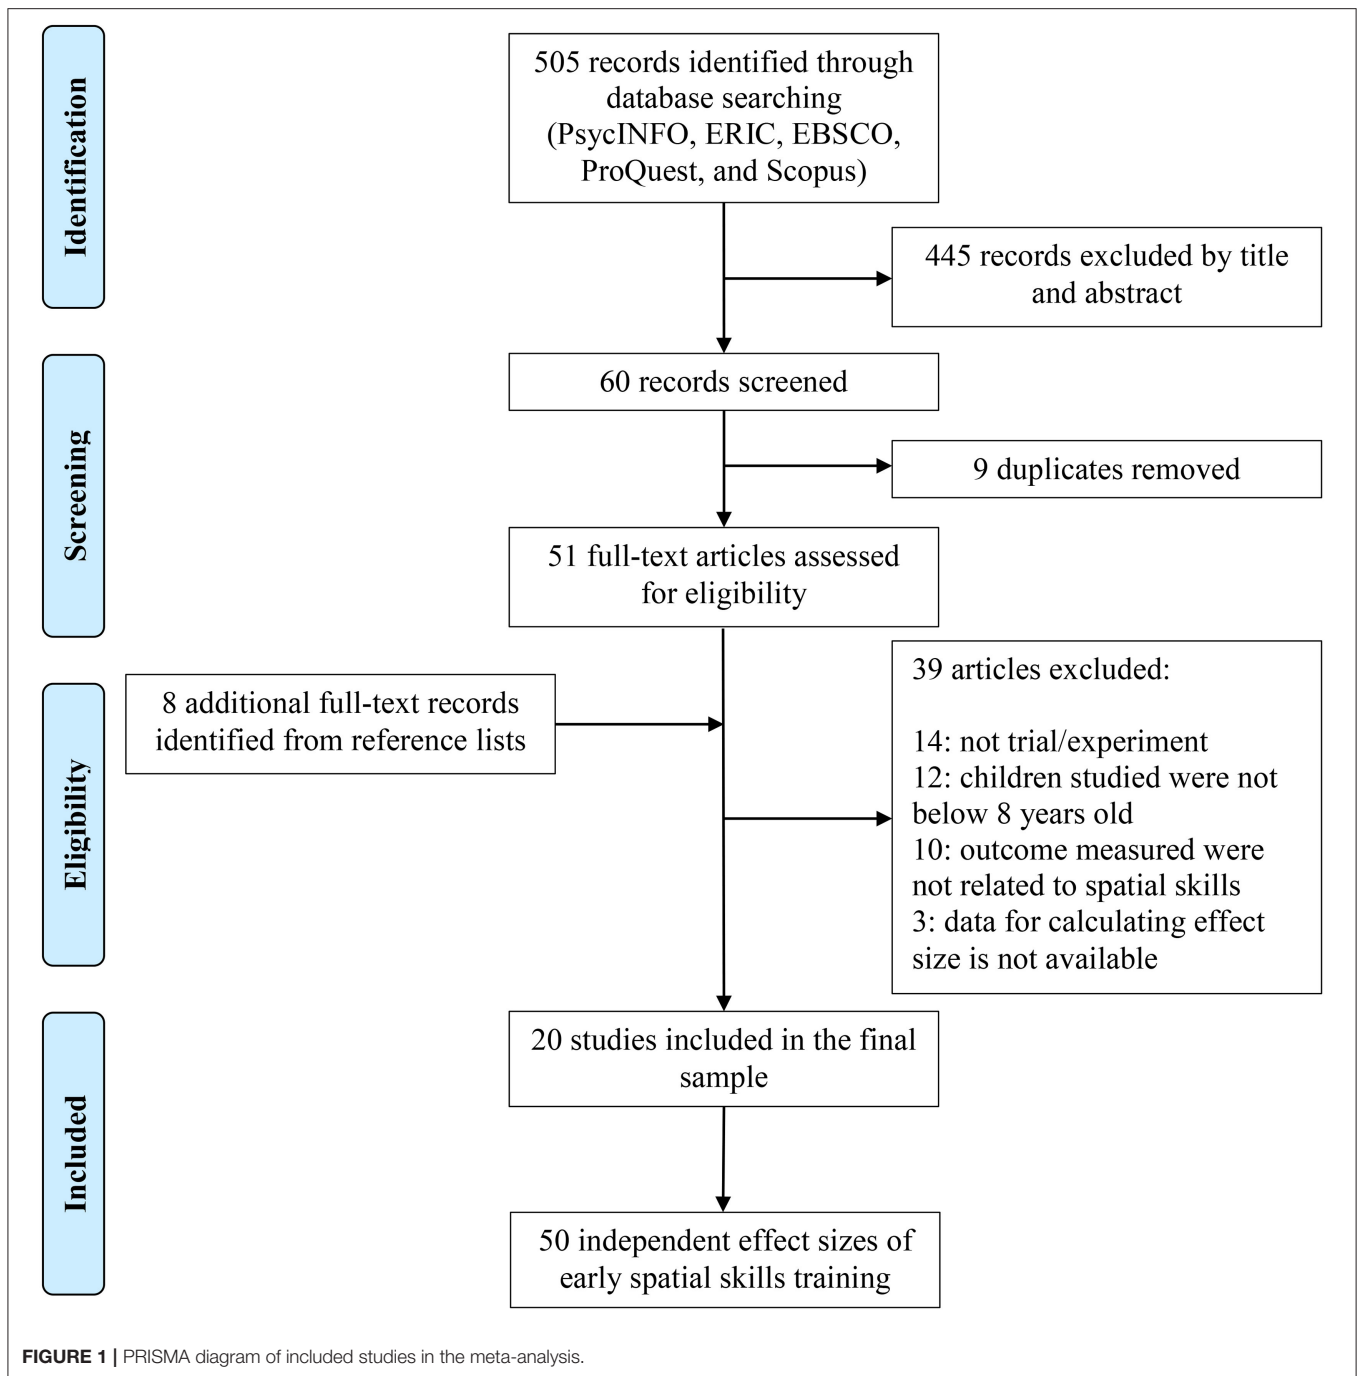 Identification
505 records identified through
database searching
(PsycINFO, ERIC, EBSCO,
ProQuest, and Scopus)
445 records excluded by title
and abstract
Screening
60 records screened
9 duplicates removed
51 full-text articles assessed
for eligibility
Eligibility
8 additional full-text records
identified from reference lists
39 articles excluded:
14: not trial/experiment
12: children studied were not
below 8 years old
10: outcome measured were
not related to spatial skills
3: data for calculating effect
size is not available
Included
20 studies included in the final
sample
50 independent effect sizes of
early spatial skills training
FIGURE 1 | PRISMA diagram of included studies in the meta-analysis.